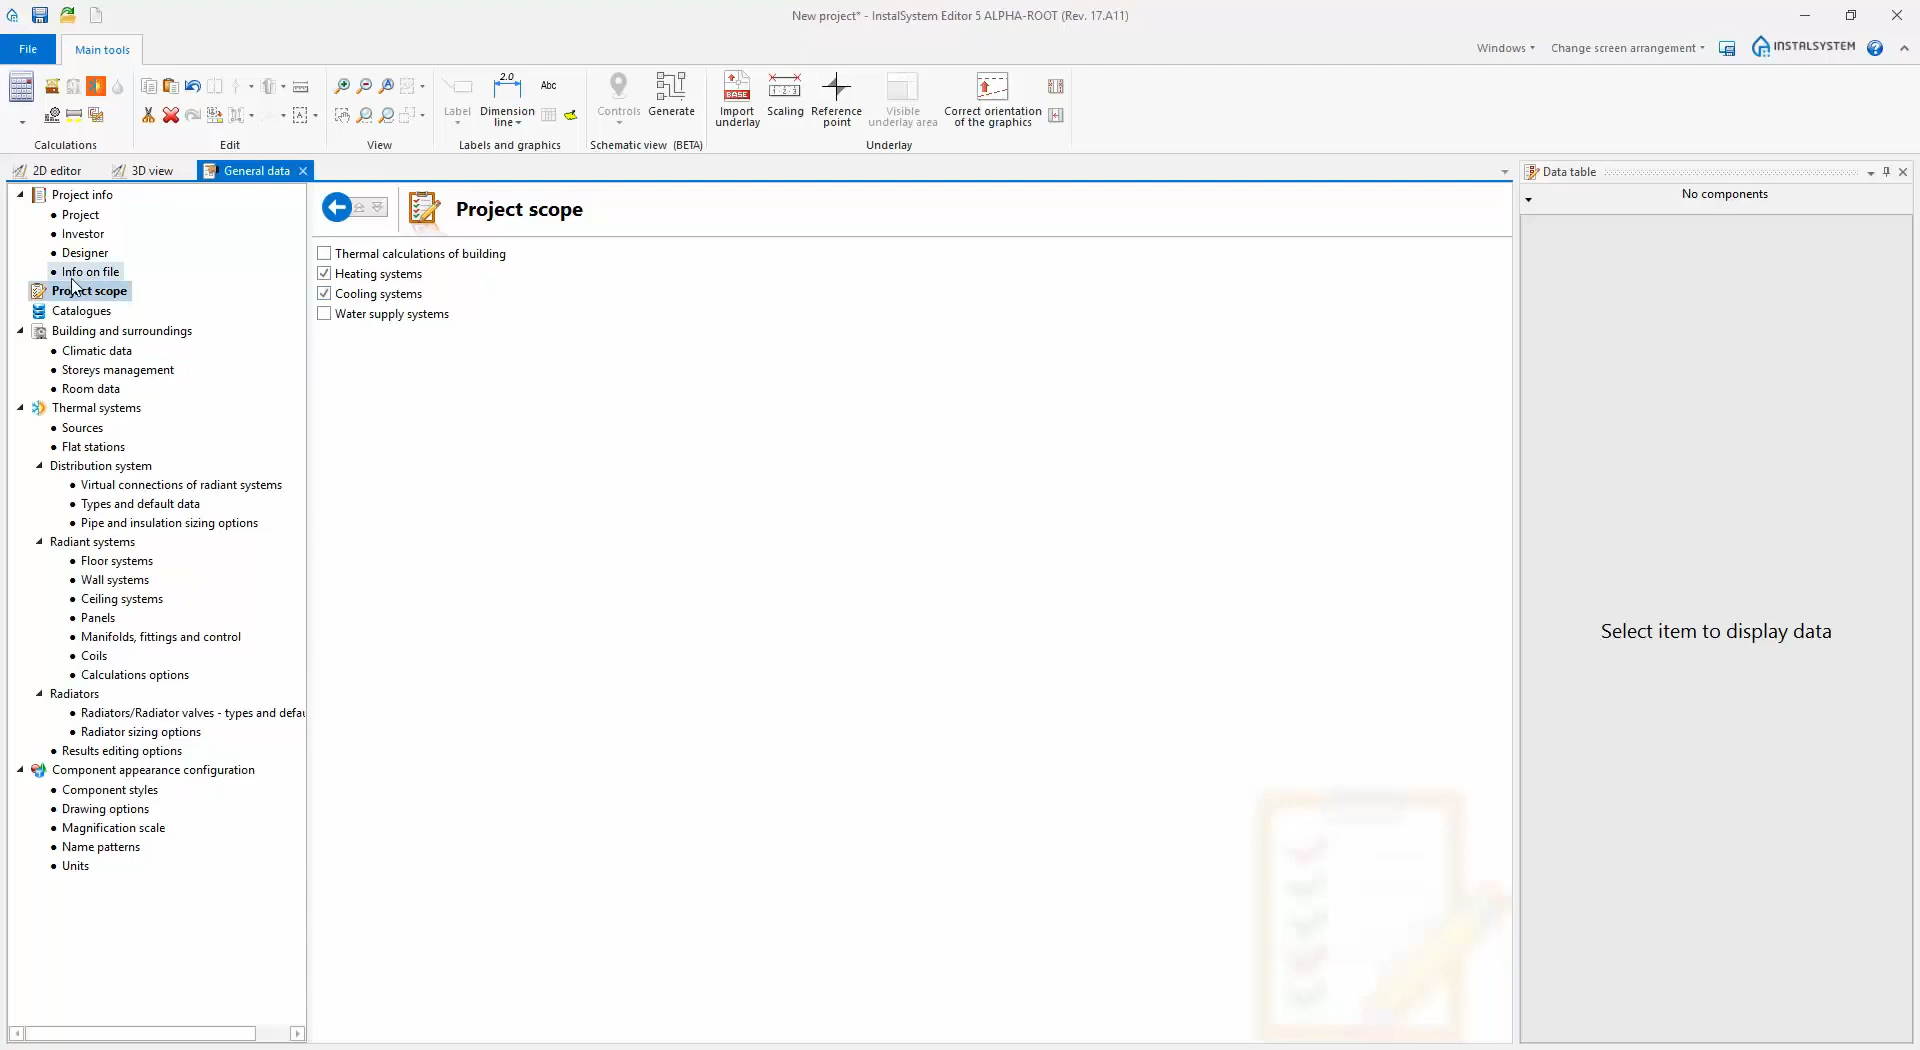 New project* - InstalSystem Editor 5 ALPHA-ROOT (Rev. 17.A11)
File
Main tools
Windows
Change screen arrangement
INSTALSYSTEM
2.0
Abc
Label
Dimension line
Controls
Generate
BASE
Import underlay
1-2-3
Scaling
Reference point
Visible underlay area
Correct orientation of the graphics
Calculations
Edit
View
Labels and graphics
Schematic view (BETA)
Underlay
2D editor
3D view
General data
Data table
No components
Select item to display data
Project info
Project
Investor
Designer
Info on file
Project scope
Catalogues
Building and surroundings
Climatic data
Storeys management
Room data
Thermal systems
Sources
Flat stations
Distribution system
Virtual connections of radiant systems
Types and default data
Pipe and insulation sizing options
Radiant systems
Floor systems
Wall systems
Ceiling systems
Panels
Manifolds, fittings and control
Coils
Calculations options
Radiators
Radiators/Radiator valves - types and defau
Radiator sizing options
Results editing options
Component appearance configuration
Component styles
Drawing options
Magnification scale
Name patterns
Units
Project scope
Thermal calculations of building
Heating systems
Cooling systems
Water supply systems